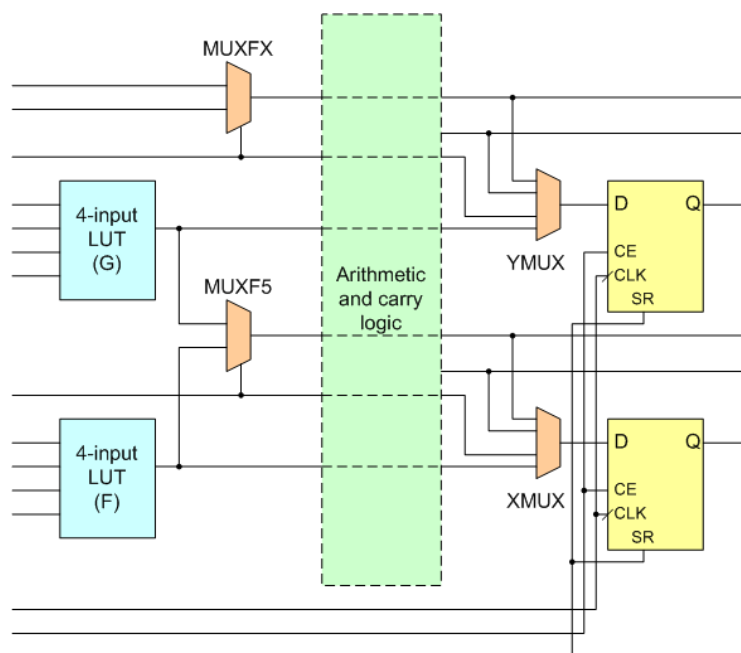 MUXFX
4-input
LUT
(G)
D
Q
CE
CLK
SR
YMUX
MUXF5
Arithmetic
and carry
logic
4-input
LUT
(F)
D
Q
CE
CLK
SR
XMUX